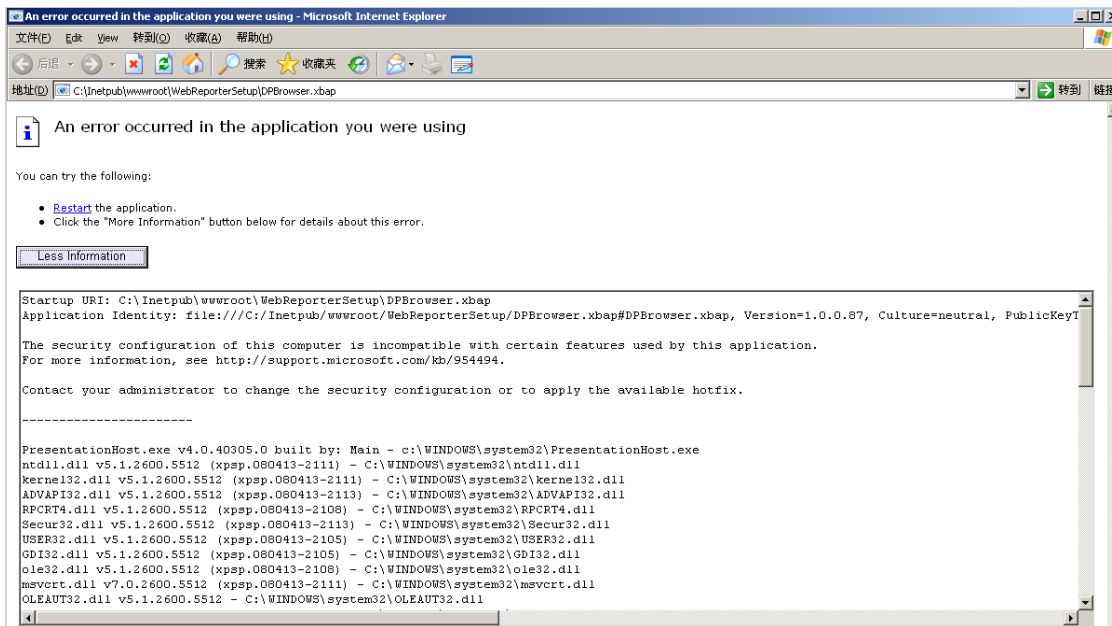 An error occurred in the application you were using - Microsoft Internet Explorer
文件(F) Edit View 转到(O) 收藏(A) 帮助(H)
后退 搜索 收藏夹
地址(D) C:\Inetpub\wwwroot\WebReporterSetup\DPBrowser.xbap 转到 链接
An error occurred in the application you were using
You can try the following:
Restart the application.
Click the "More Information" button below for details about this error.
Less Information
Startup URI: C:\Inetpub\wwwroot\WebReporterSetup\DPBrowser.xbap
Application Identity: file:///C:/Inetpub/wwwroot/WebReporterSetup/DPBrowser.xbap#DPBrowser.xbap, Version=1.0.0.87, Culture=neutral, PublicKeyT
The security configuration of this computer is incompatible with certain features used by this application.
For more information, see http://support.microsoft.com/kb/954494.
Contact your administrator to change the security configuration or to apply the available hotfix.
-----------------------
PresentationHost.exe v4.0.40305.0 built by: Main - c:\WINDOWS\system32\PresentationHost.exe
ntdll.dll v5.1.2600.5512 (xpsp.080413-2111) - C:\WINDOWS\system32\ntdll.dll
kernel32.dll v5.1.2600.5512 (xpsp.080413-2111) - C:\WINDOWS\system32\kernel32.dll
ADVAPI32.dll v5.1.2600.5512 (xpsp.080413-2113) - C:\WINDOWS\system32\ADVAPI32.dll
RPCRT4.dll v5.1.2600.5512 (xpsp.080413-2108) - C:\WINDOWS\system32\RPCRT4.dll
Secur32.dll v5.1.2600.5512 (xpsp.080413-2113) - C:\WINDOWS\system32\Secur32.dll
USER32.dll v5.1.2600.5512 (xpsp.080413-2105) - C:\WINDOWS\system32\USER32.dll
GDI32.dll v5.1.2600.5512 (xpsp.080413-2105) - C:\WINDOWS\system32\GDI32.dll
ole32.dll v5.1.2600.5512 (xpsp.080413-2108) - C:\WINDOWS\system32\ole32.dll
msvcrt.dll v7.0.2600.5512 (xpsp.080413-2111) - C:\WINDOWS\system32\msvcrt.dll
OLEAUT32.dll v5.1.2600.5512 - C:\WINDOWS\system32\OLEAUT32.dll